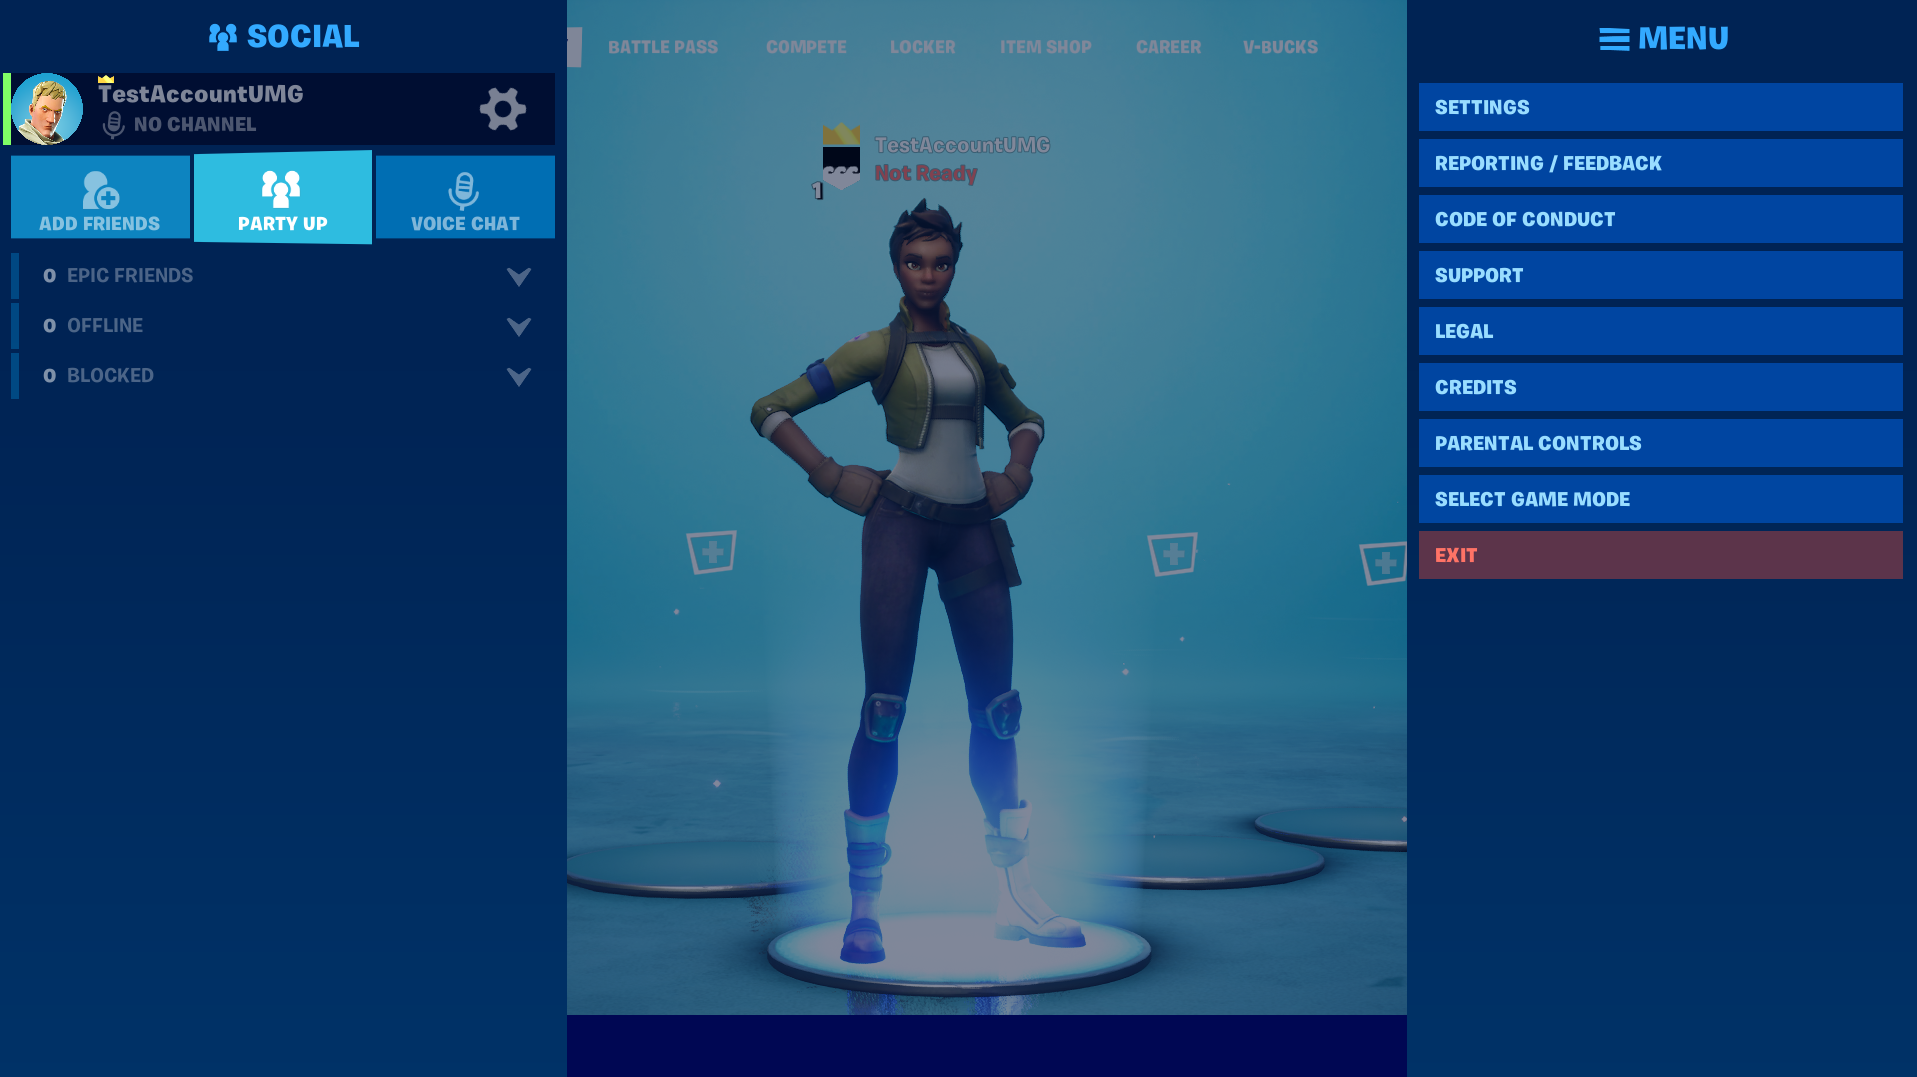 SOCIAL
TestAccountUMG
NO CHANNEL
ADD FRIENDS
PARTY UP
VOICE CHAT
0 EPIC FRIENDS
0 OFFLINE
0 BLOCKED
BATTLE PASS
COMPETE
LOCKER
ITEM SHOP
CAREER
V-BUCKS
TestAccountUMG
Not Ready
1
MENU
SETTINGS
REPORTING / FEEDBACK
CODE OF CONDUCT
SUPPORT
LEGAL
CREDITS
PARENTAL CONTROLS
SELECT GAME MODE
EXIT